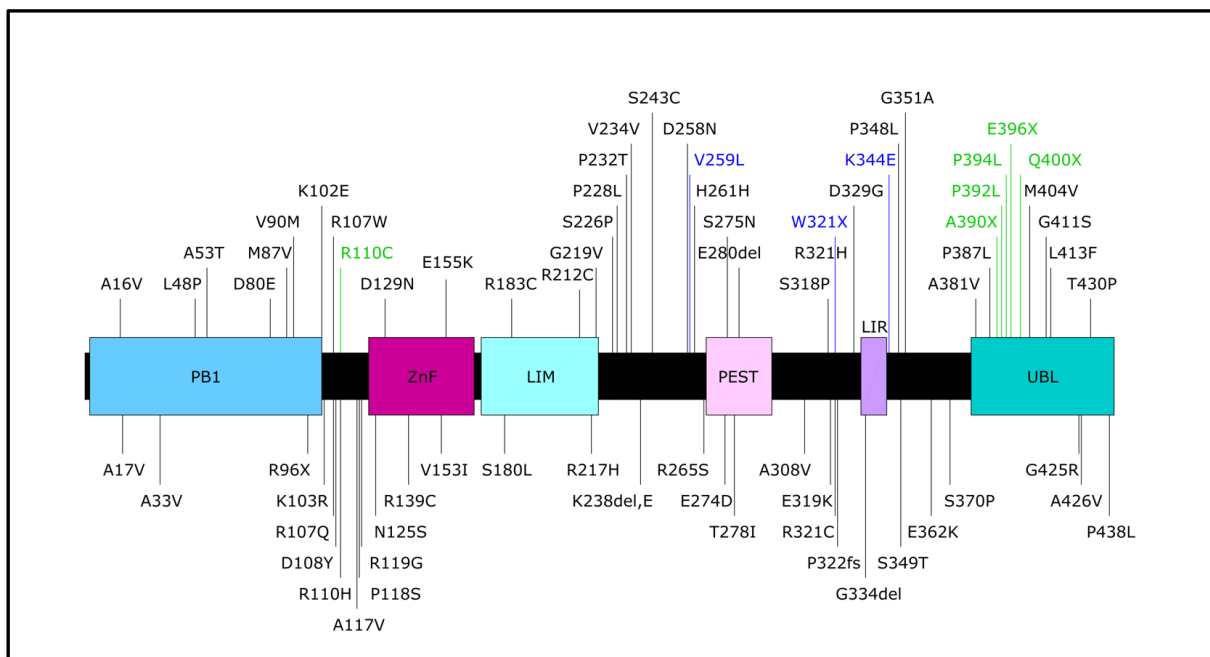 S243C G351A
V234V D258N P348L E396X
P232T V259L K344E P394L Q400X
K102E P228L H261H D329G P392L M404V
V90M R107W S226P S275N W321X A390X G411S
A53T M87V R110C G219V E280del R321H P387L L413F
E155K R212C
A16V L48P D80E D129N R183C S318P A381V T430P
LIR
PB1 ZnF LIM PEST UBL
A17V R96X V153I S180L R217H R265S A308V G425R
A33V K103R R139C K238del,E E274D E319K S370P A426V
R107Q N125S T278I R321C E362K P438L
D108Y R119G P322fs S349T
R110H P118S G334del
A117V